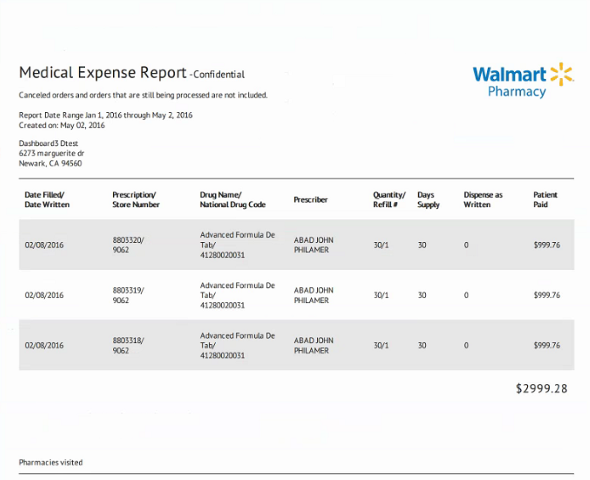 Medical Expense Report -Confidential
Walmart
Pharmacy
Canceled orders and orders that are still being processed are not included.
Report Date Range Jan 1, 2016 through May 2, 2016
Created on: May 02, 2016
Dashboard3 Dtest
6273 marguerite dr
Newark, CA 94560
Date Filled/ Prescription/ Drug Name/ Prescriber Quantity/ Days Dispense as Patient
Date Written Store Number National Drug Code Refill # Supply Written Paid
02/08/2016 8803320/ Advanced Formula De ABAD JOHN 30/1 30 0 $999.76
9062 Tab/ PHILAMER
41280020031
02/08/2016 8803319/ Advanced Formula De ABAD JOHN 30/1 30 0 $999.76
9062 Tab/ PHILAMER
41280020031
02/08/2016 8803318/ Advanced Formula De ABAD JOHN 30/1 30 0 $999.76
9062 Tab/ PHILAMER
41280020031
$2999.28
Pharmacies visited